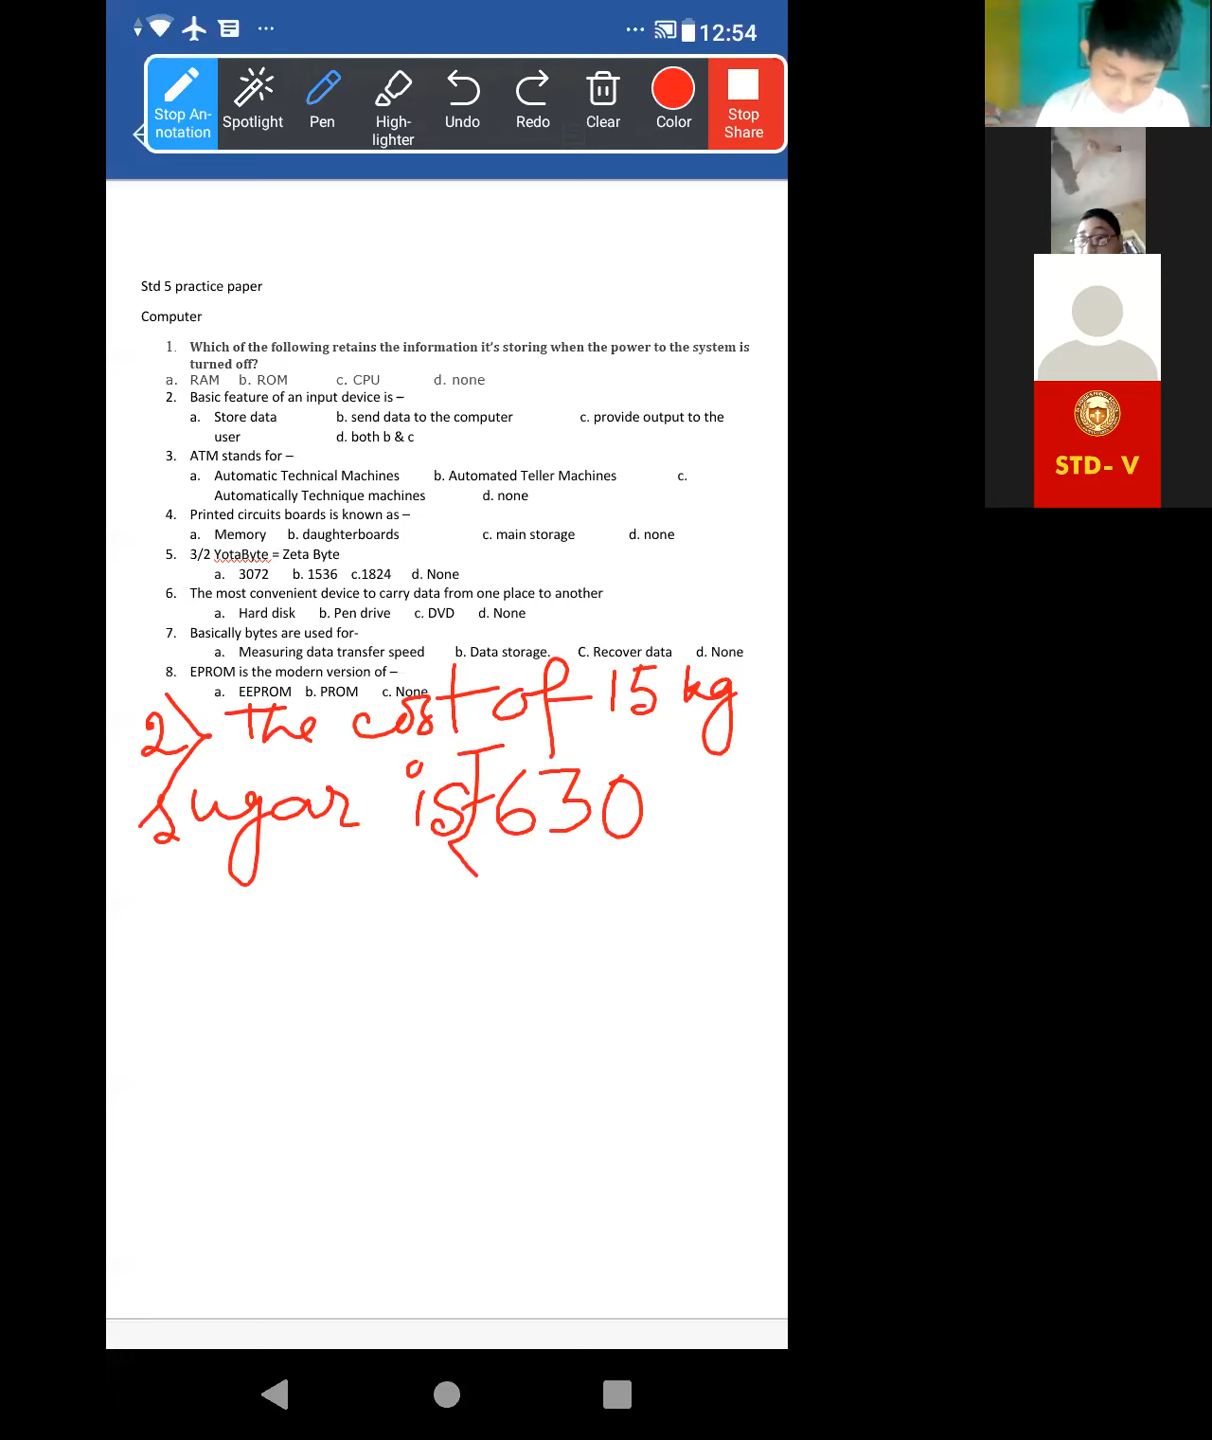 12:54
Stop An-
notation
Spotlight
Pen
High-
lighter
Undo
Redo
Clear
Color
Stop
Share
Std 5 practice paper
Computer
1. Which of the following retains the information it's storing when the power to the system is
turned off?
a. RAM b. ROM c. CPU d. none
2. Basic feature of an input device is –
a. Store data b. send data to the computer c. provide output to the
user d. both b & c
3. ATM stands for –
a. Automatic Technical Machines b. Automated Teller Machines c.
Automatically Technique machines d. none
4. Printed circuits boards is known as –
a. Memory b. daughterboards c. main storage d. none
5. 3/2 YotaByte = Zeta Byte
a. 3072 b. 1536 c.1824 d. None
6. The most convenient device to carry data from one place to another
a. Hard disk b. Pen drive c. DVD d. None
7. Basically bytes are used for-
a. Measuring data transfer speed b. Data storage. C. Recover data d. None
8. EPROM is the modern version of –
a. EEPROM b. PROM c. None
2) The cost of 15 kg
sugar is ₹ 630
STD- V